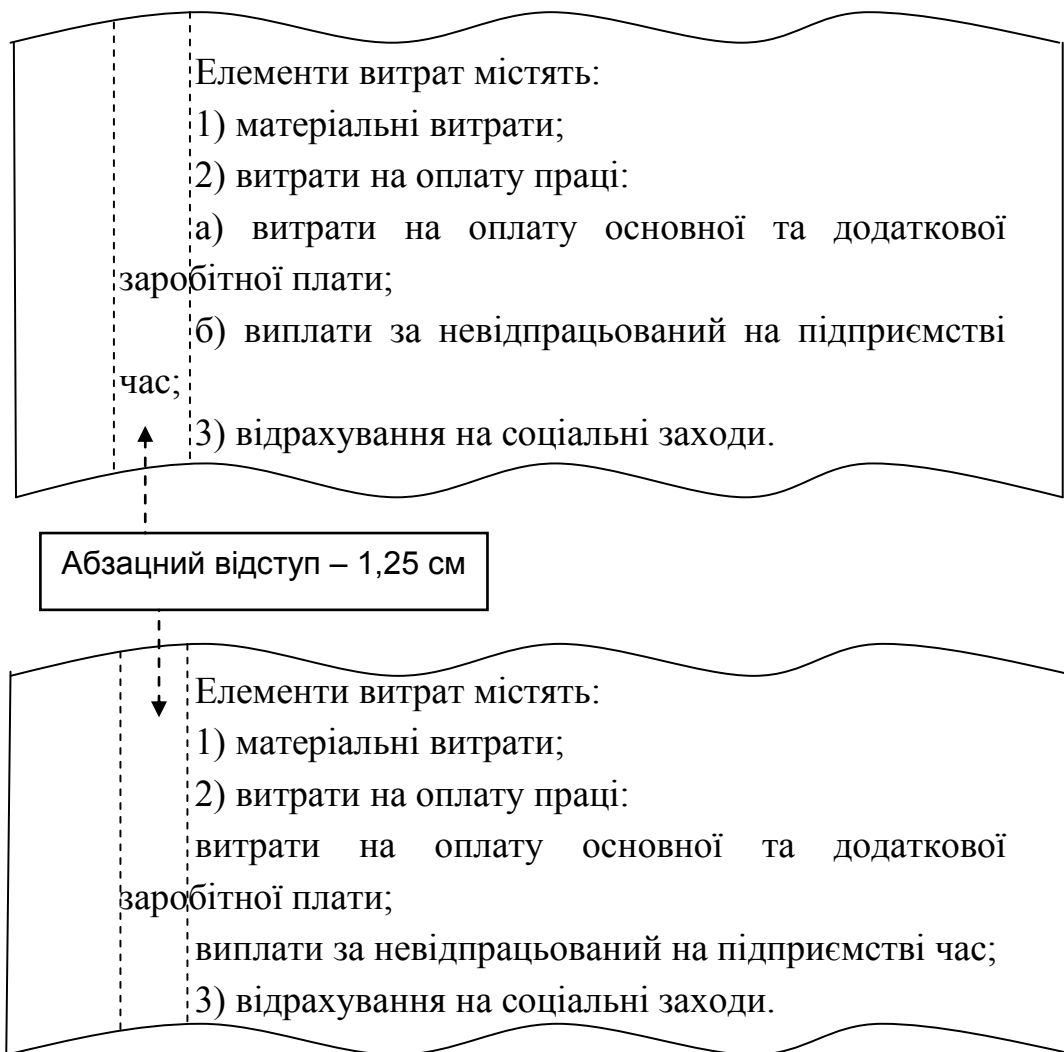 Елементи витрат містять:
1) матеріальні витрати;
2) витрати на оплату праці:
а) витрати на оплату основної та додаткової
заробітної плати;
б) виплати за невідпрацьований на підприємстві
час;
3) відрахування на соціальні заходи.
Абзацний відступ – 1,25 см
Елементи витрат містять:
1) матеріальні витрати;
2) витрати на оплату праці:
витрати на оплату основної та додаткової
заробітної плати;
виплати за невідпрацьований на підприємстві час;
3) відрахування на соціальні заходи.